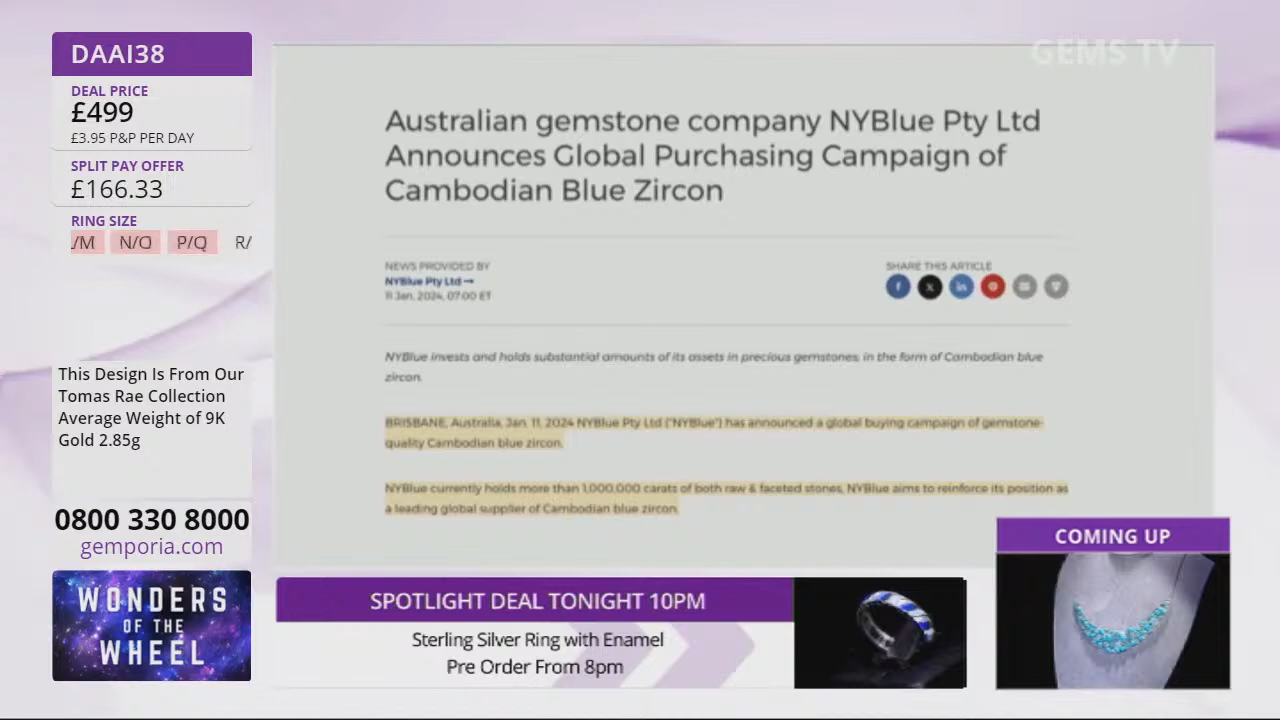 DAAI38
DEAL PRICE
£499
£3.95 P&P PER DAY
SPLIT PAY OFFER
£166.33
RING SIZE
/M N/O P/Q R/
This Design Is From Our
Tomas Rae Collection
Average Weight of 9K
Gold 2.85g
0800 330 8000
gemporia.com
WONDERS
OF THE
WHEEL
GEMS TV
Australian gemstone company NYBlue Pty Ltd
Announces Global Purchasing Campaign of
Cambodian Blue Zircon
NEWS PROVIDED BY
NYBlue Pty Ltd →
11 Jan, 2024, 07:00 ET
SHARE THIS ARTICLE
NYBlue invests and holds substantial amounts of its assets in precious gemstones, in the form of Cambodian blue
zircon.
BRISBANE, Australia, Jan. 11, 2024 NYBlue Pty Ltd ("NYBlue") has announced a global buying campaign of gemstone-
quality Cambodian blue zircon.
NYBlue currently holds more than 1,000,000 carats of both raw & faceted stones, NYBlue aims to reinforce its position as
a leading global supplier of Cambodian blue zircon.
SPOTLIGHT DEAL TONIGHT 10PM
Sterling Silver Ring with Enamel
Pre Order From 8pm
COMING UP